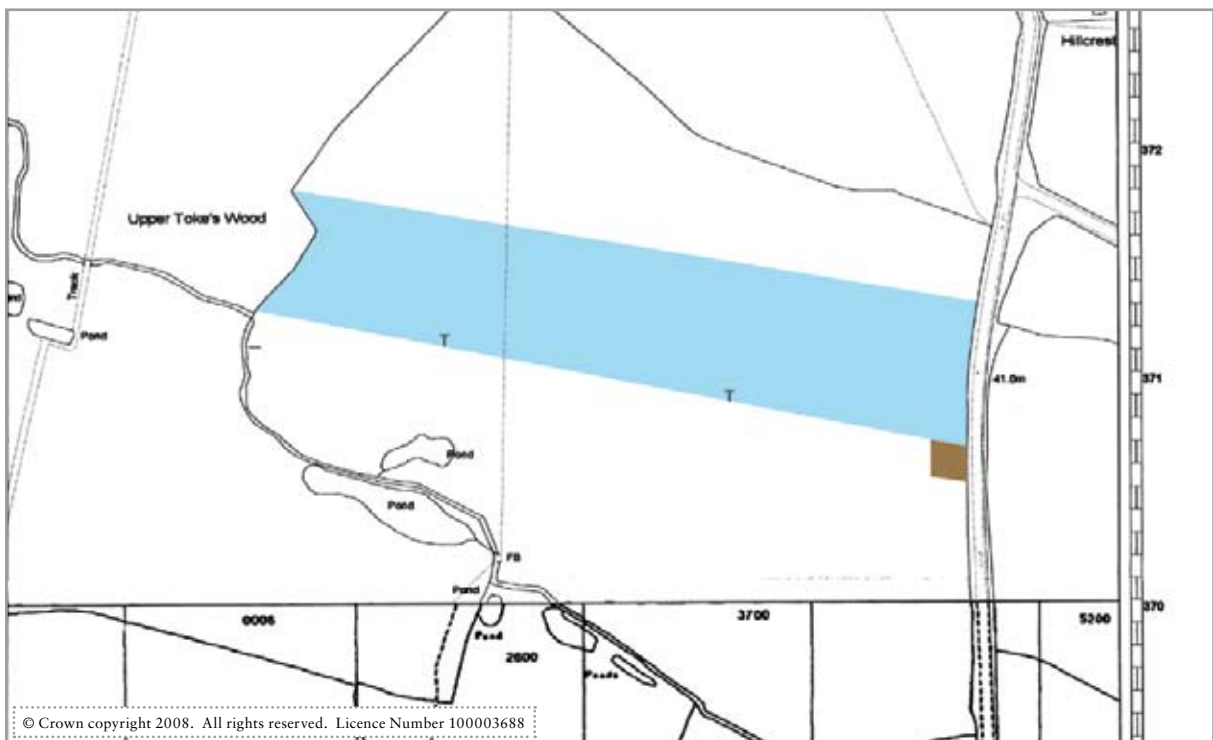 Hillcrest
372
Upper Toke's Wood
Track
Pond
371
41.0m
T
T
Pond
Pond
FB
Pond
370
3700
5200
Pond
2600
Ponds
© Crown copyright 2008. All rights reserved. Licence Number 100003688